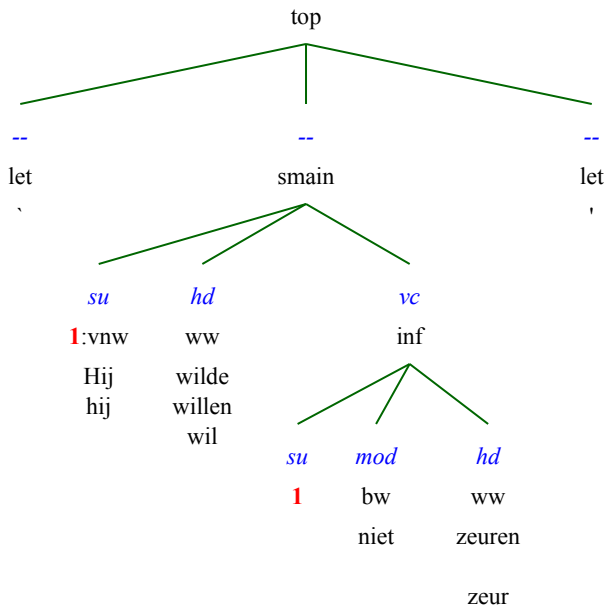 top
-- -- --
let smain let
` '
su hd vc
1:vnw ww inf
Hij wilde
hij willen
wil
su mod hd
1 bw ww
niet zeuren
zeur